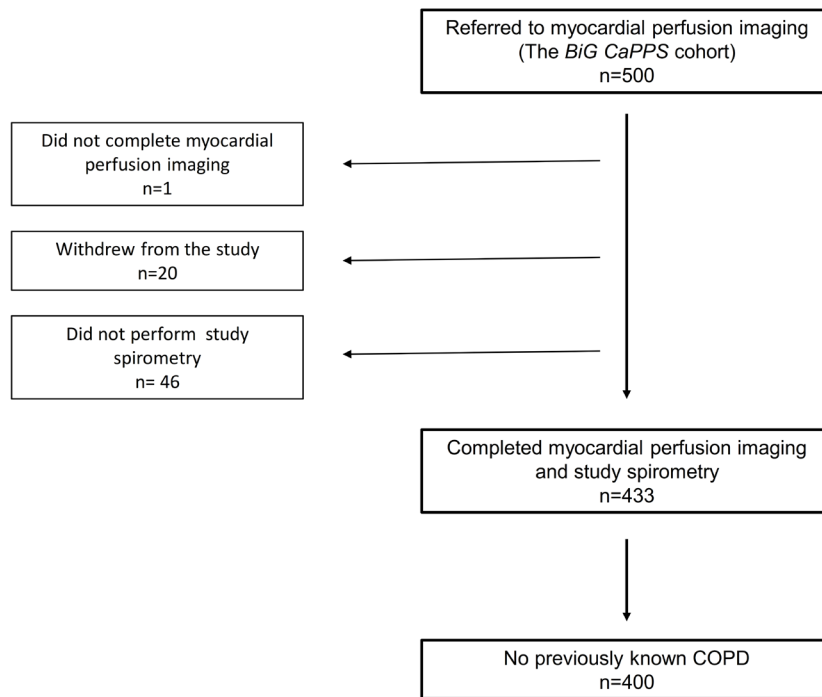 Referred to myocardial perfusion imaging
(The BiG CaPPS cohort)
n=500
Did not complete myocardial
perfusion imaging
n=1
Withdrew from the study
n=20
Did not perform  study
spirometry
n= 46
Completed myocardial perfusion imaging
and study spirometry
n=433
No previously known COPD
n=400